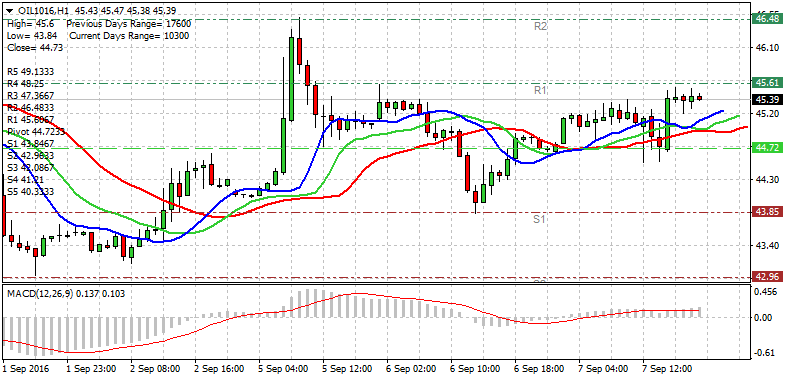 OIL1016,H1 45.43 45.47 45.38 45.39
High= 45.6 Previous Days Range= 17600
Low= 43.84 Current Days Range= 10300
Close= 44.73
R5 49.1333
R4 48.25
R3 47.3667
R2 46.4833
R1 45.6067
Pivot 44.7233
S1 43.8467
S2 42.9633
S3 42.0867
S4 41.21
S5 40.3333
R2
R1
S1
46.48
46.10
45.61
45.39
45.20
44.72
44.30
43.85
43.40
42.96
MACD(12,26,9) 0.137 0.103
0.456
0.00
-0.61
1 Sep 2016
1 Sep 23:00
2 Sep 08:00
2 Sep 16:00
5 Sep 04:00
5 Sep 12:00
6 Sep 02:00
6 Sep 10:00
6 Sep 18:00
7 Sep 04:00
7 Sep 12:00